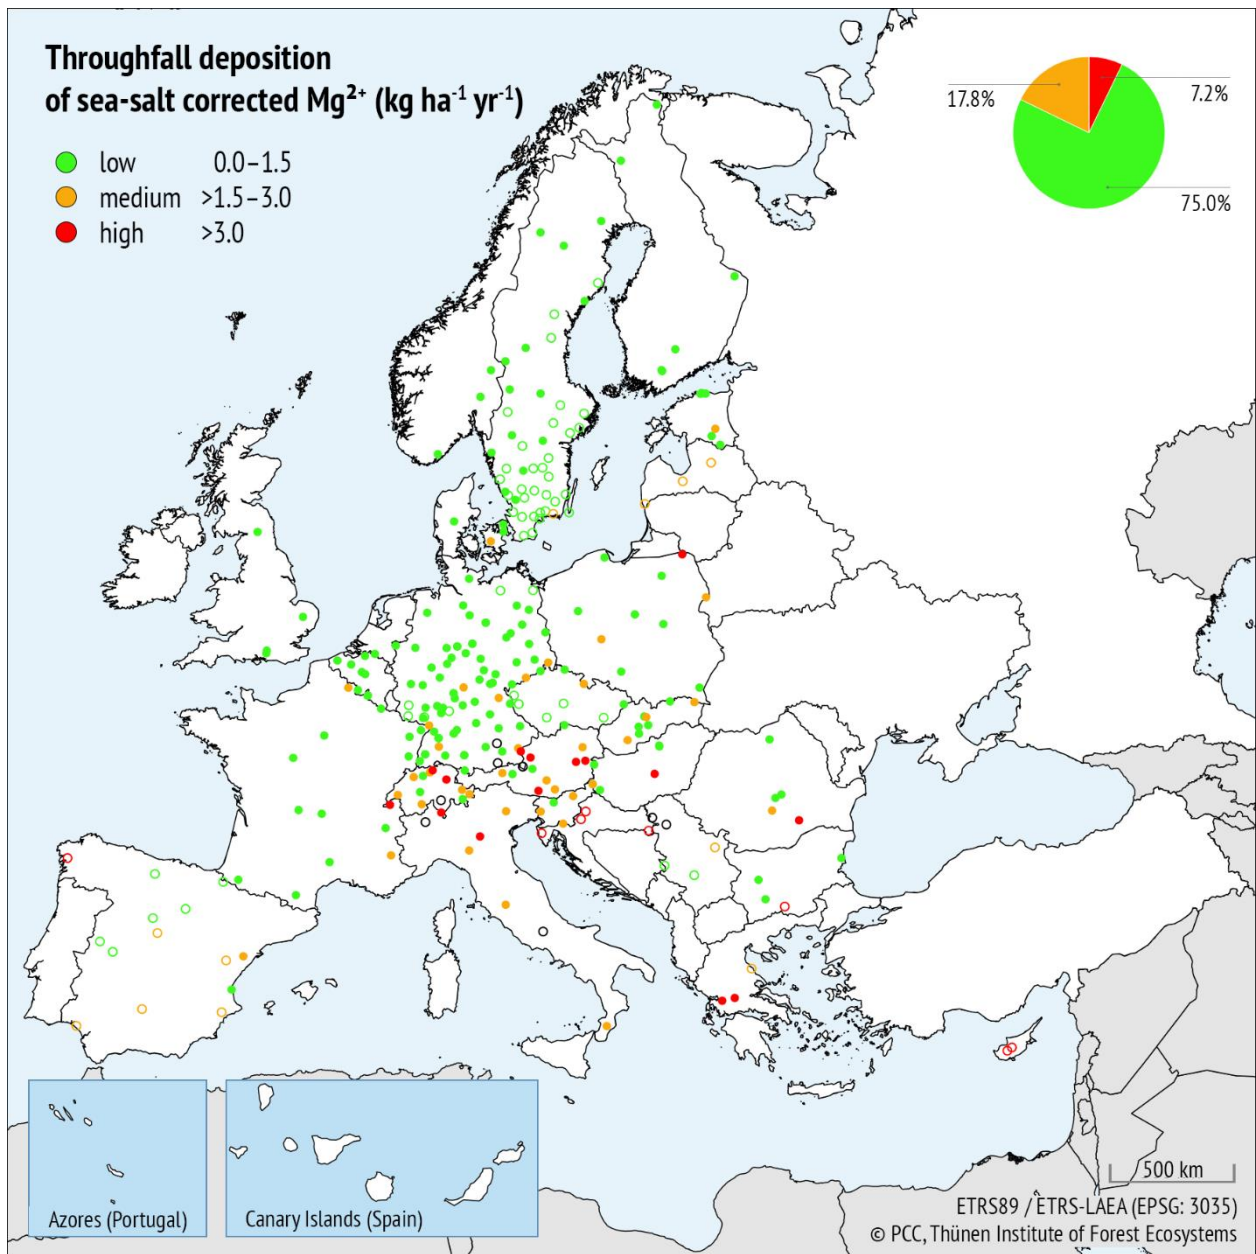 Throughfall deposition
of sea-salt corrected Mg²⁺ (kg ha⁻¹ yr⁻¹)
low 0.0–1.5
medium >1.5–3.0
high >3.0
17.8%
7.2%
75.0%
500 km
Azores (Portugal)
Canary Islands (Spain)
ETRS89 / ETRS-LAEA (EPSG: 3035)
© PCC, Thünen Institute of Forest Ecosystems